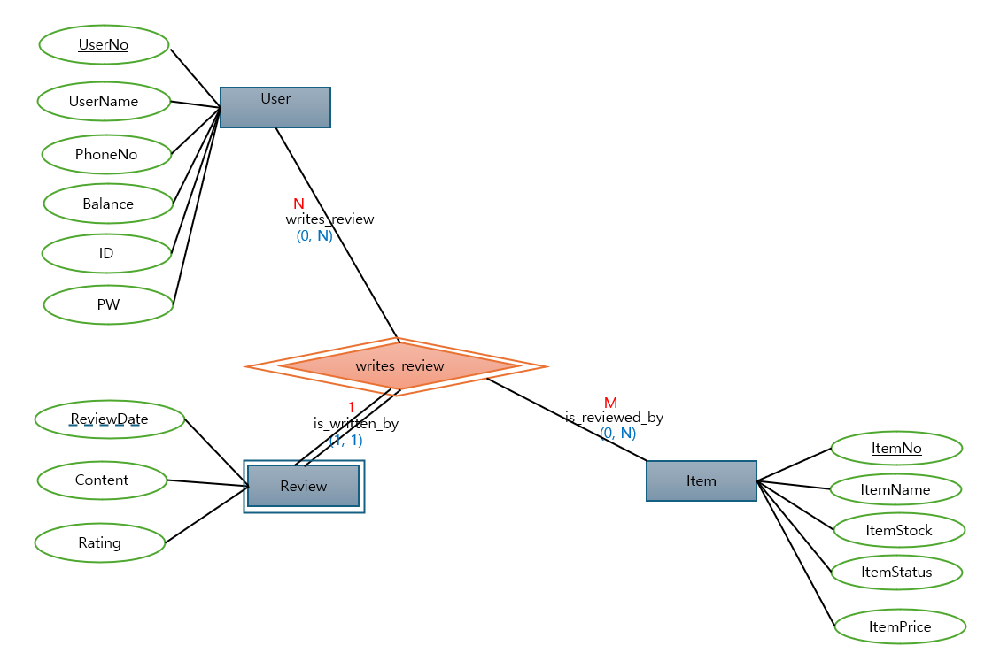 UserNo
UserName
PhoneNo
Balance
ID
PW
User
N
writes_review
(0, N)
writes_review
1
is_written_by
(1, 1)
M
is_reviewed_by
(0, N)
ReviewDate
Content
Rating
Review
Item
ItemNo
ItemName
ItemStock
ItemStatus
ItemPrice